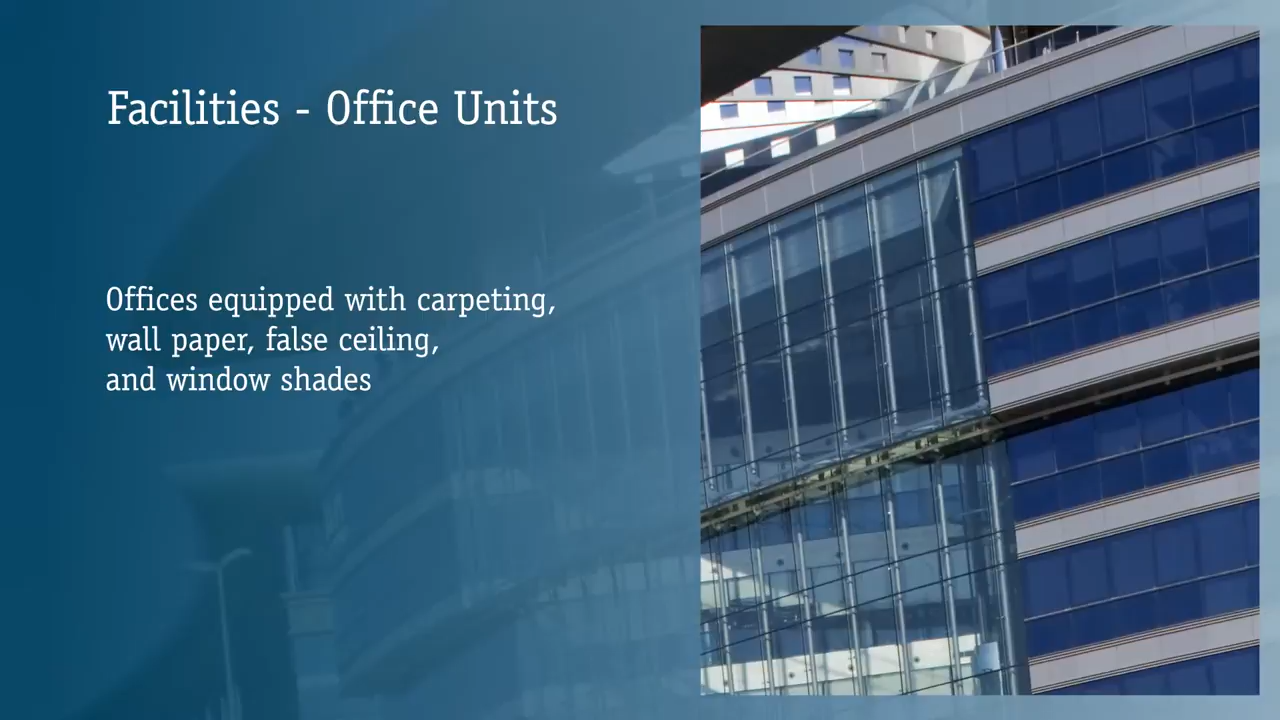 Facilities - Office Units
Offices equipped with carpeting,
wall paper, false ceiling,
and window shades